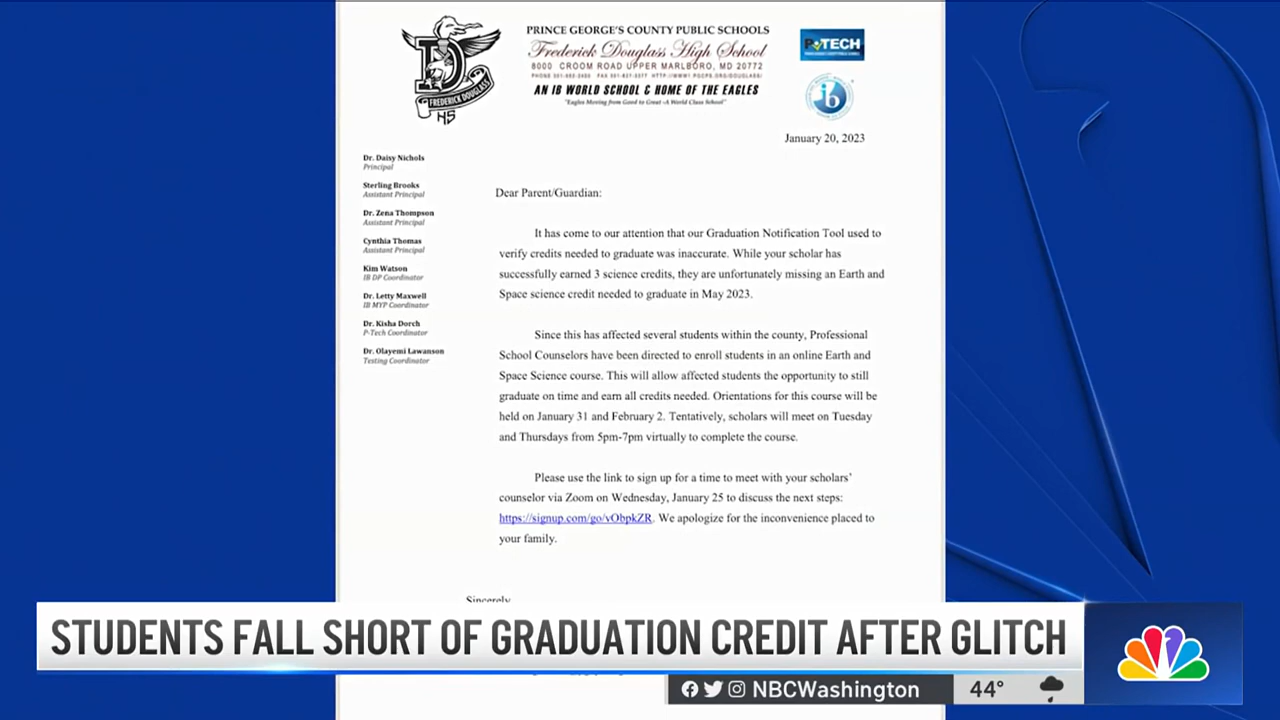 PRINCE GEORGE'S COUNTY PUBLIC SCHOOLS
Frederick Douglass High School
8000 CROOM ROAD UPPER MARLBORO, MD 20772
AN IB WORLD SCHOOL & HOME OF THE EAGLES
"Eagles Moving from Good to Great -A World Class School"
D
FREDERICK DOUGLASS
HS
P-TECH
ib
January 20, 2023
Dr. Daisy Nichols
Principal
Sterling Brooks
Assistant Principal
Dr. Zena Thompson
Assistant Principal
Cynthia Thomas
Assistant Principal
Kim Watson
IB DP Coordinator
Dr. Letty Maxwell
IB MYP Coordinator
Dr. Kisha Dorch
P-Tech Coordinator
Dr. Olayemi Lawanson
Testing Coordinator
Dear Parent/Guardian:
It has come to our attention that our Graduation Notification Tool used to
verify credits needed to graduate was inaccurate. While your scholar has
successfully earned 3 science credits, they are unfortunately missing an Earth and
Space science credit needed to graduate in May 2023.
Since this has affected several students within the county, Professional
School Counselors have been directed to enroll students in an online Earth and
Space Science course. This will allow affected students the opportunity to still
graduate on time and earn all credits needed. Orientations for this course will be
held on January 31 and February 2. Tentatively, scholars will meet on Tuesday
and Thursdays from 5pm-7pm virtually to complete the course.
Please use the link to sign up for a time to meet with your scholars'
counselor via Zoom on Wednesday, January 25 to discuss the next steps:
https://signup.com/go/vObpkZR. We apologize for the inconvenience placed to
your family.
Sincerely
STUDENTS FALL SHORT OF GRADUATION CREDIT AFTER GLITCH
NBCWashington
44°